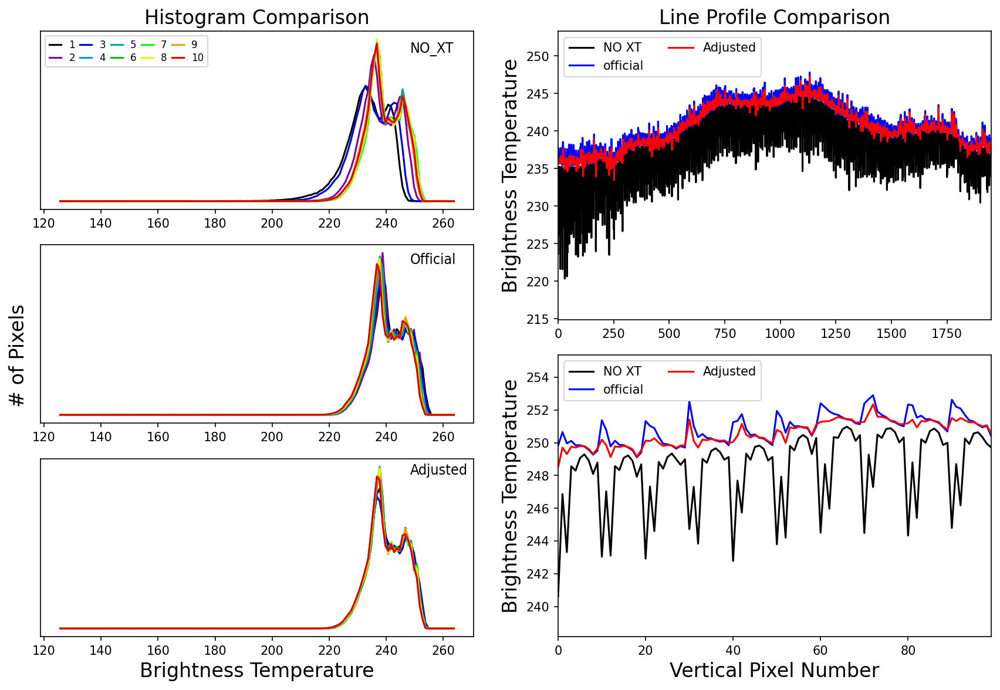 Histogram Comparison
1 3 5 7 9
2 4 6 8 10
NO_XT
120 140 160 180 200 220 240 260
Official
120 140 160 180 200 220 240 260
Adjusted
120 140 160 180 200 220 240 260
# of Pixels
Brightness Temperature
Line Profile Comparison
NO XT Adjusted
official
250
245
240
235
230
225
220
215
Brightness Temperature
0 250 500 750 1000 1250 1500 1750
NO XT Adjusted
official
254
252
250
248
246
244
242
240
Brightness Temperature
0 20 40 60 80
Vertical Pixel Number